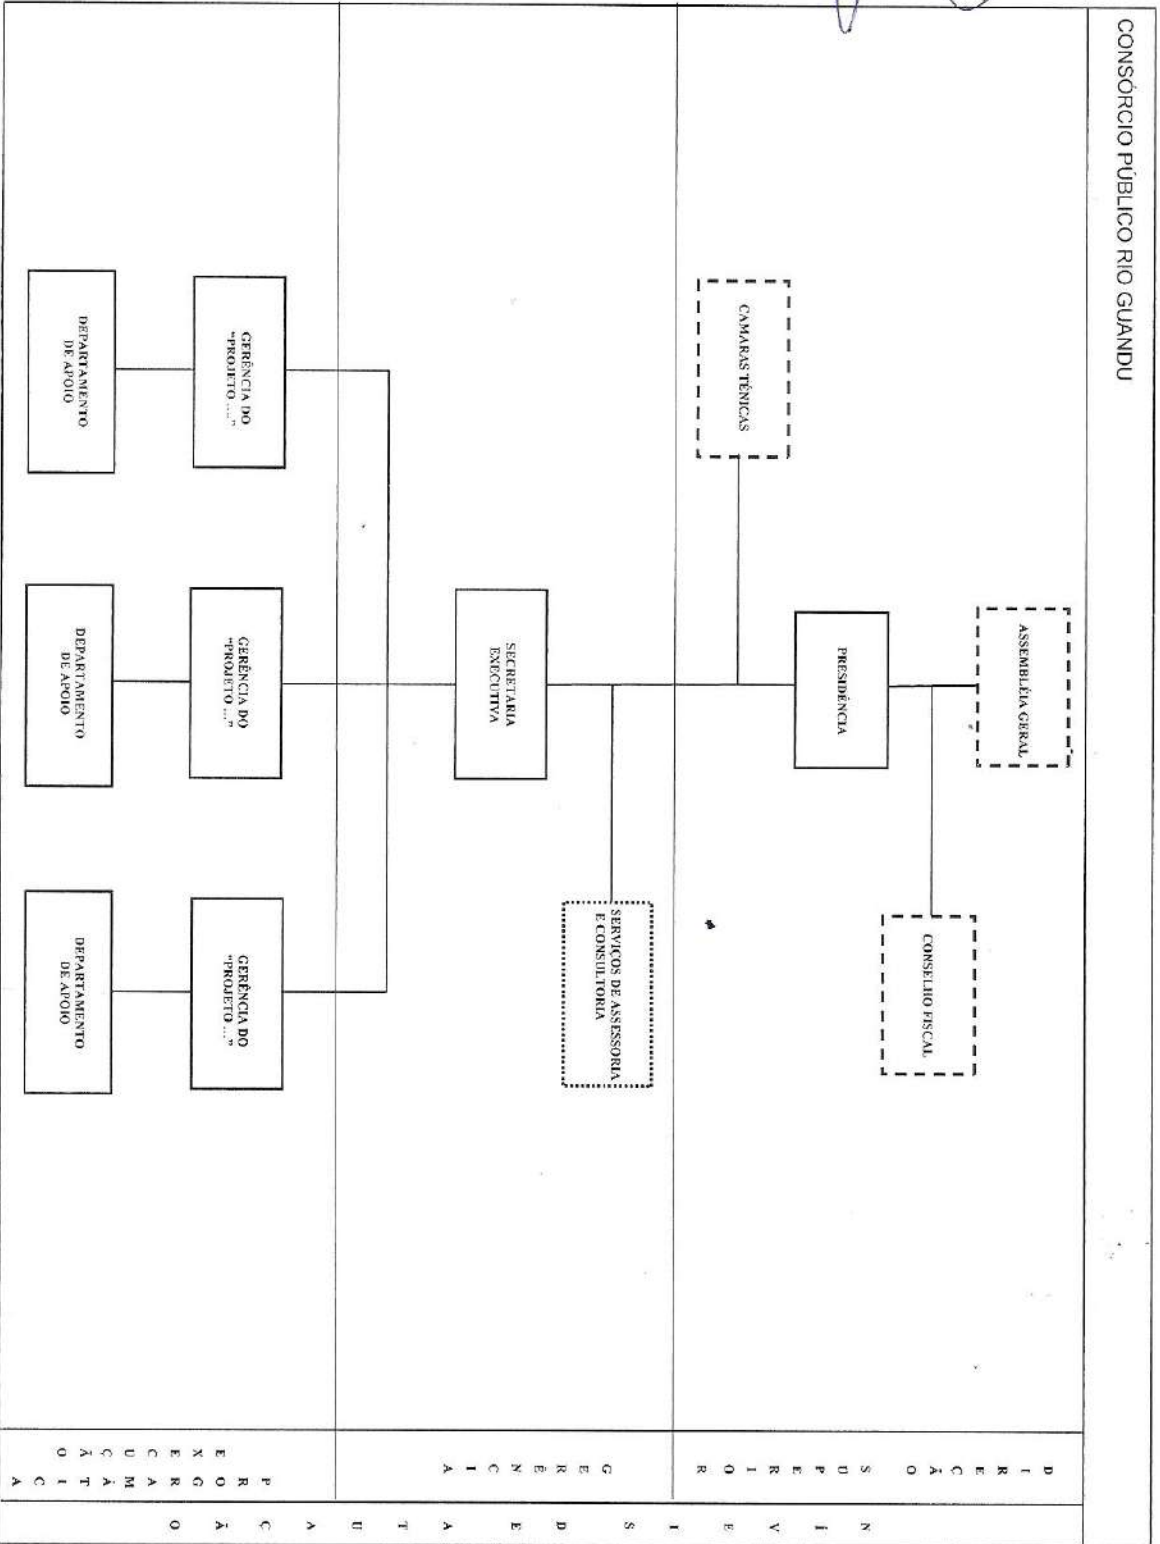 CONSÓRCIO PÚBLICO RIO GUANDU
ASSEMBLÉIA GERAL
CONSELHO FISCAL
PRESIDÊNCIA
CAMARAS TÉNICAS
SERVIÇOS DE ASSESSORIA
E CONSULTORIA
SECRETARIA
EXECUTIVA
GERÊNCIA DO
"PROJETO ...."
GERÊNCIA DO
"PROJETO ..."
GERÊNCIA DO
"PROJETO ..."
DEPARTAMENTO
DE APOIO
DEPARTAMENTO
DE APOIO
DEPARTAMENTO
DE APOIO
DIREÇÃO SUPERIOR
GERÊNCIA
EXECUÇÃO
PROGRAMÁTICA
NÍVEIS DE ATUAÇÃO